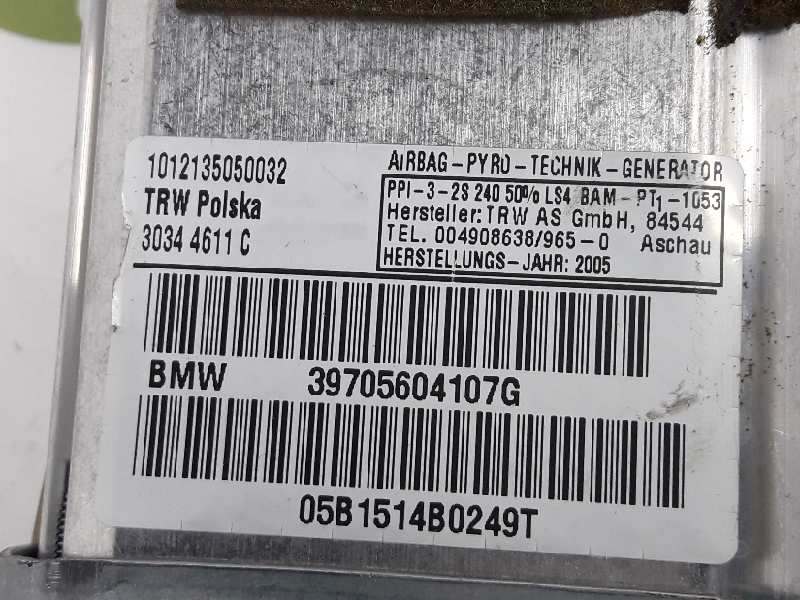 1012135050032
TRW Polska
3034 4611 C
AIRBAG-PYRO-TECHNIK-GENERATOR
PPI-3-2S 240 50% LS4 BAM-PT1-1053
Hersteller: TRW AS GmbH, 84544
TEL. 004908638/965-0 Aschau
HERSTELLUNGS-JAHR: 2005
BMW 39705604107G
05B1514B0249T